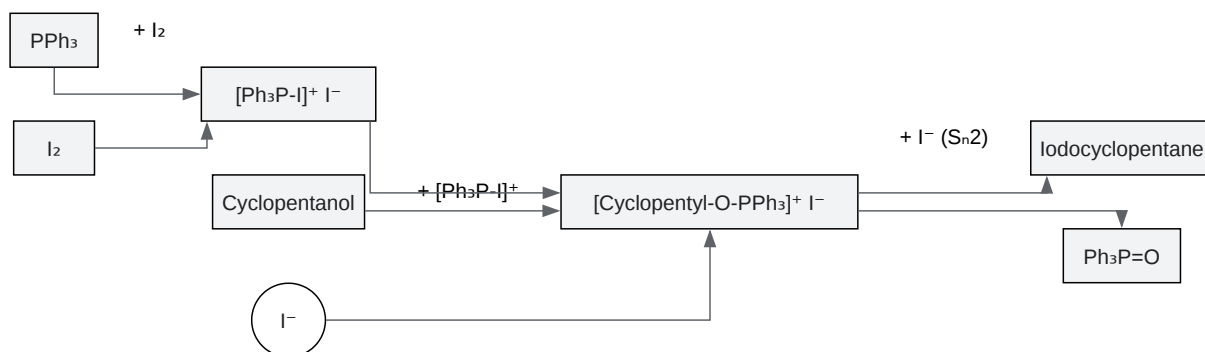 PPh₃
+ I₂
[Ph₃P-I]⁺ I⁻
I₂
+ I⁻ (Sₙ2)
Iodocyclopentane
Cyclopentanol
+ [Ph₃P-I]⁺
[Cyclopentyl-O-PPh₃]⁺ I⁻
Ph₃P=O
I⁻